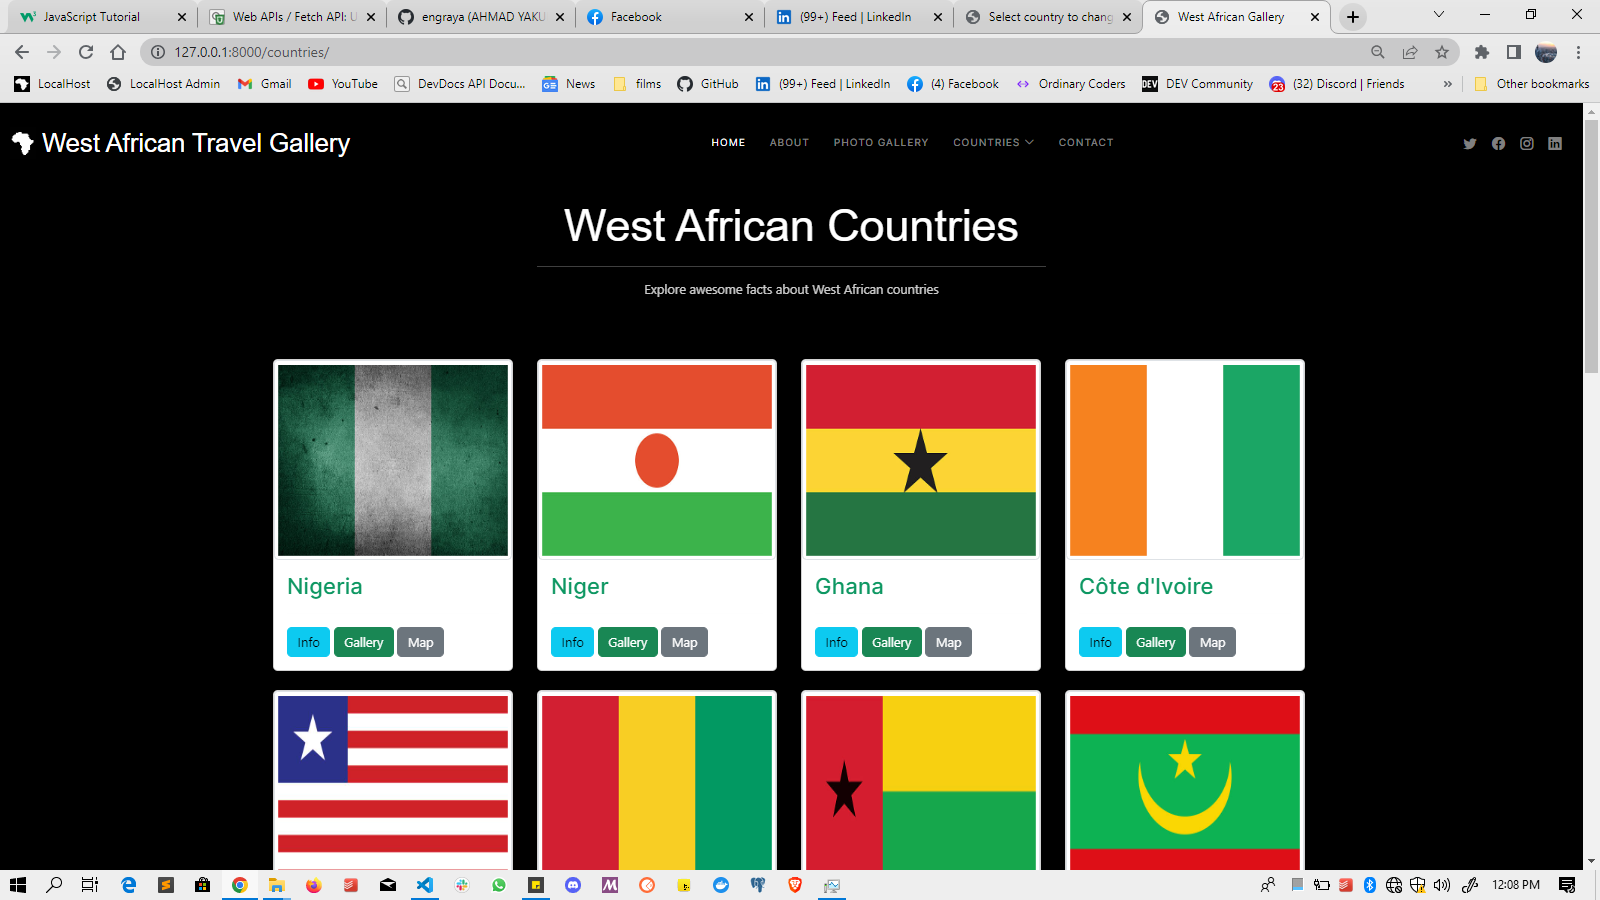 JavaScript Tutorial
Web APIs / Fetch API: U
engraya (AHMAD YAKU
Facebook
(99+) Feed | LinkedIn
Select country to chang
West African Gallery
127.0.0.1:8000/countries/
LocalHost
LocalHost Admin
Gmail
YouTube
DevDocs API Docu...
News
films
GitHub
(99+) Feed | LinkedIn
(4) Facebook
Ordinary Coders
DEV
DEV Community
23
(32) Discord | Friends
»
Other bookmarks
West African Travel Gallery
HOME
ABOUT
PHOTO GALLERY
COUNTRIES
CONTACT
West African Countries
Explore awesome facts about West African countries
Nigeria
Info Gallery Map
Niger
Info Gallery Map
Ghana
Info Gallery Map
Côte d'Ivoire
Info Gallery Map
12:08 PM